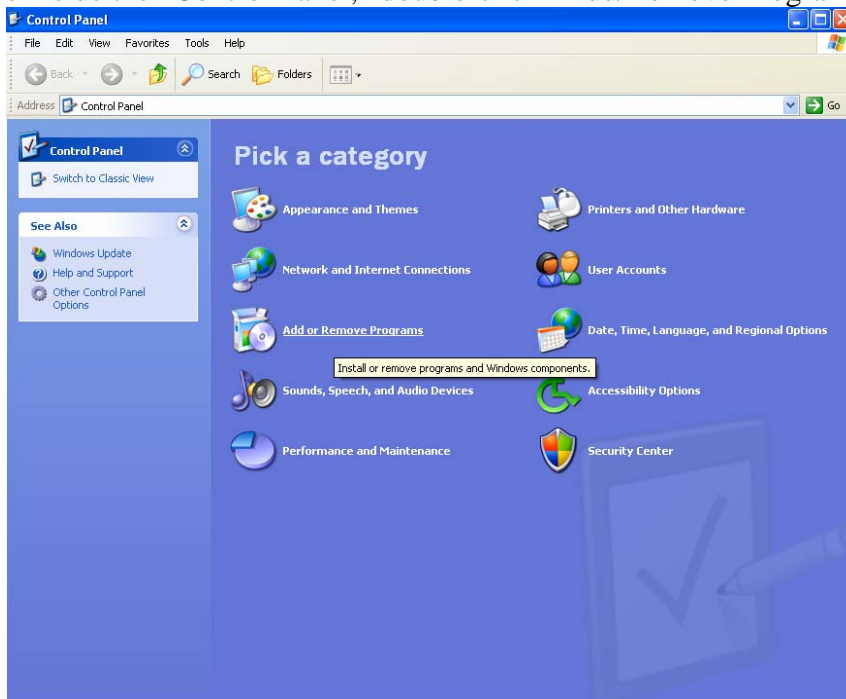 Control Panel
File Edit View Favorites Tools Help
Back Search Folders
Address Control Panel Go
Control Panel
Switch to Classic View
See Also
Windows Update
Help and Support
Other Control Panel
Options
Pick a category
Appearance and Themes
Printers and Other Hardware
Network and Internet Connections
User Accounts
Add or Remove Programs
Date, Time, Language, and Regional Options
Install or remove programs and Windows components.
Sounds, Speech, and Audio Devices
Accessibility Options
Performance and Maintenance
Security Center